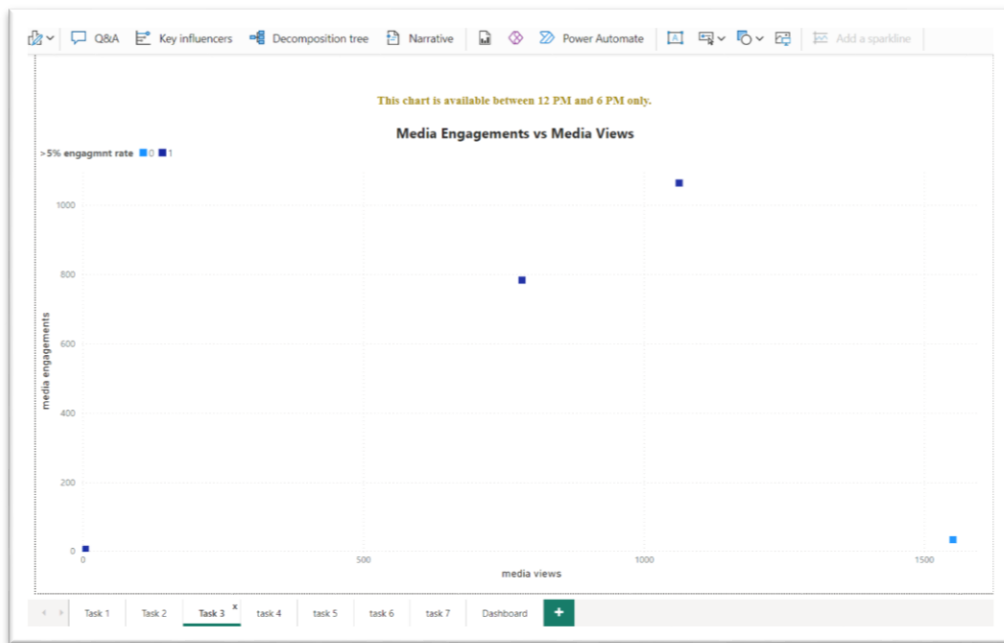 Q&A Key influencers Decomposition tree Narrative Power Automate Add a sparkline
This chart is available between 12 PM and 6 PM only.
Media Engagements vs Media Views
>5% engagmnt rate 0 1
1000
800
600
400
200
0
media engagements
0 500 1000 1500
media views
Task 1 Task 2 Task 3 x task 4 task 5 task 6 task 7 Dashboard +